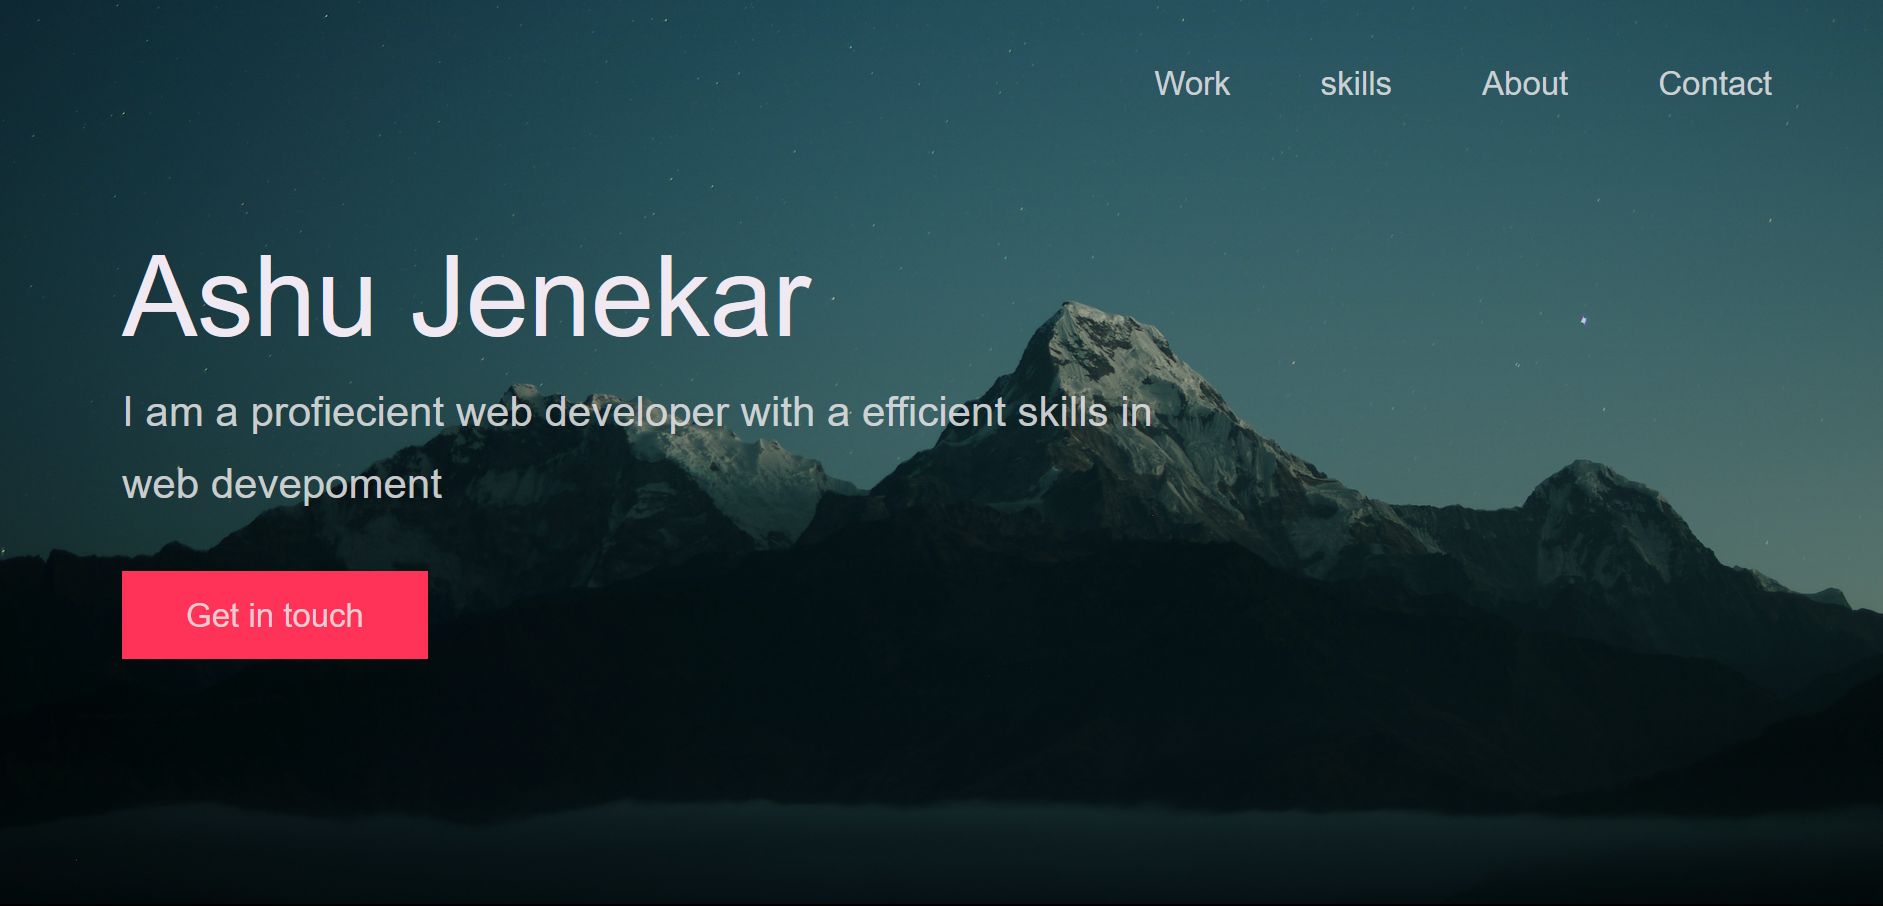 Work skills About Contact
Ashu Jenekar
I am a profiecient web developer with a efficient skills in
web devepoment
Get in touch